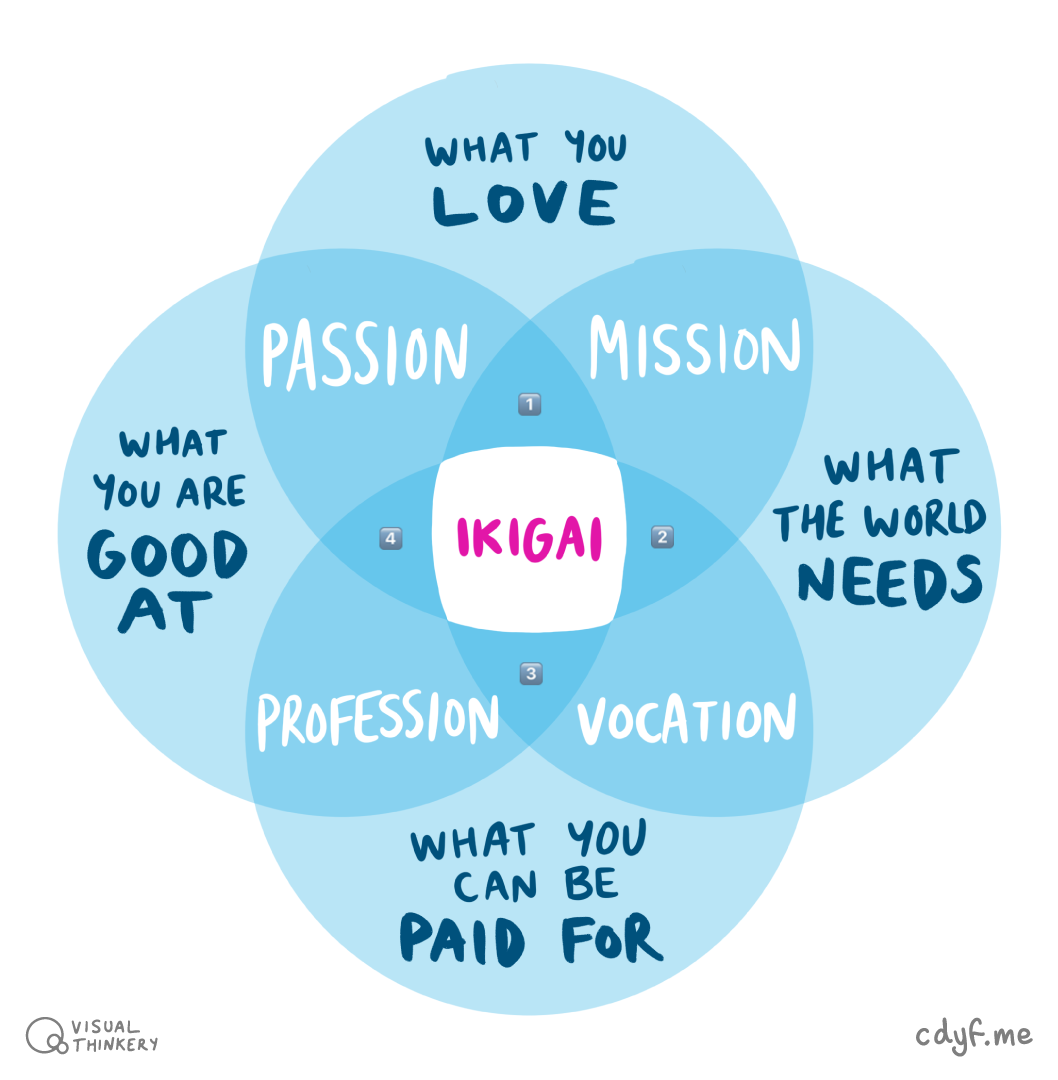 WHAT YOU
LOVE
PASSION
MISSION
1
WHAT
YOU ARE
GOOD
AT
4
IKIGAI
2
WHAT
THE WORLD
NEEDS
3
PROFESSION
VOCATION
WHAT YOU
CAN BE
PAID FOR
VISUAL
THINKERY
cdyf.me